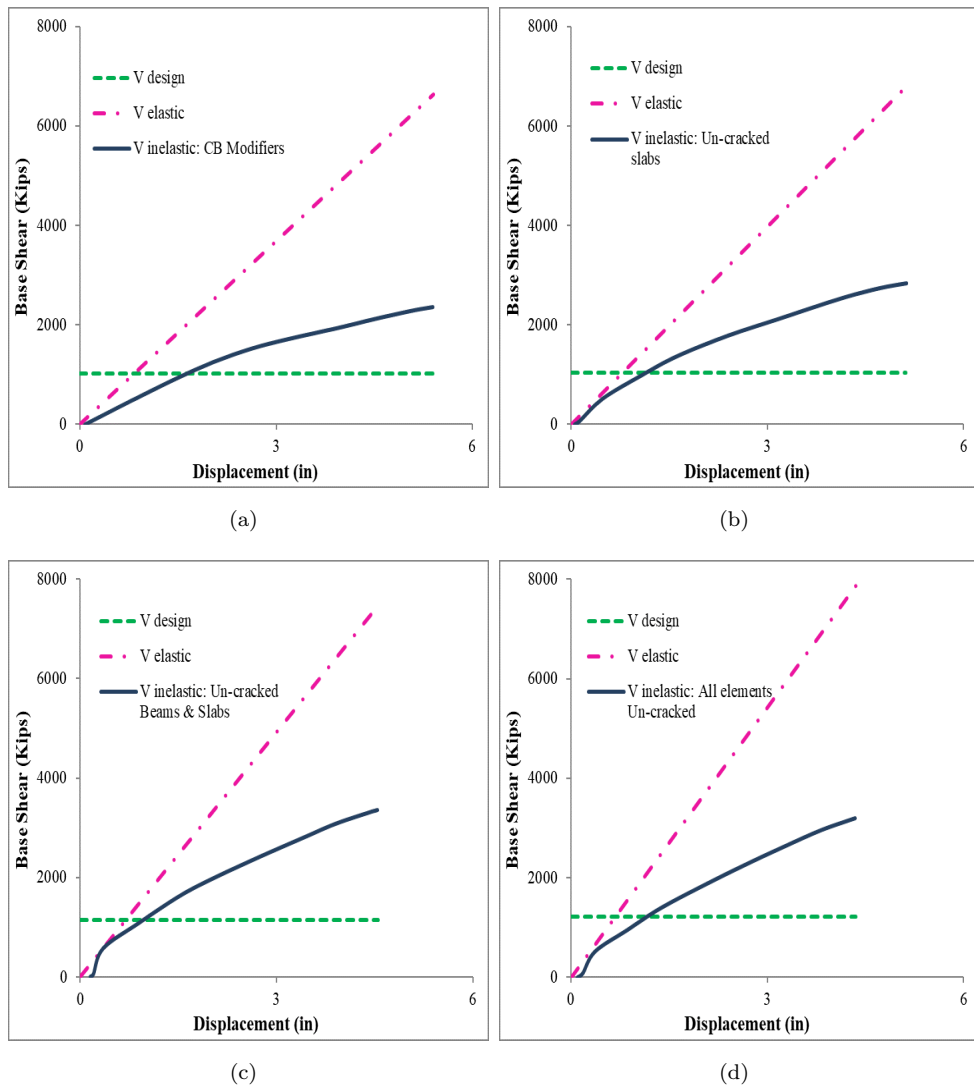 8000
6000
4000
2000
0
Base Shear (Kips)
V design
V elastic
V inelastic: CB Modifiers
0
3
6
Displacement (in)
(a)
8000
6000
4000
2000
0
Base Shear (Kips)
V design
V elastic
V inelastic: Un-cracked
slabs
0
3
6
Displacement (in)
(b)
8000
6000
4000
2000
0
Base Shear (Kips)
V design
V elastic
V inelastic: Un-cracked
Beams & Slabs
0
3
6
Displacement (in)
(c)
8000
6000
4000
2000
0
Base Shear (Kips)
V design
V elastic
V inelastic: All elements
Un-cracked
0
3
6
Displacement (in)
(d)